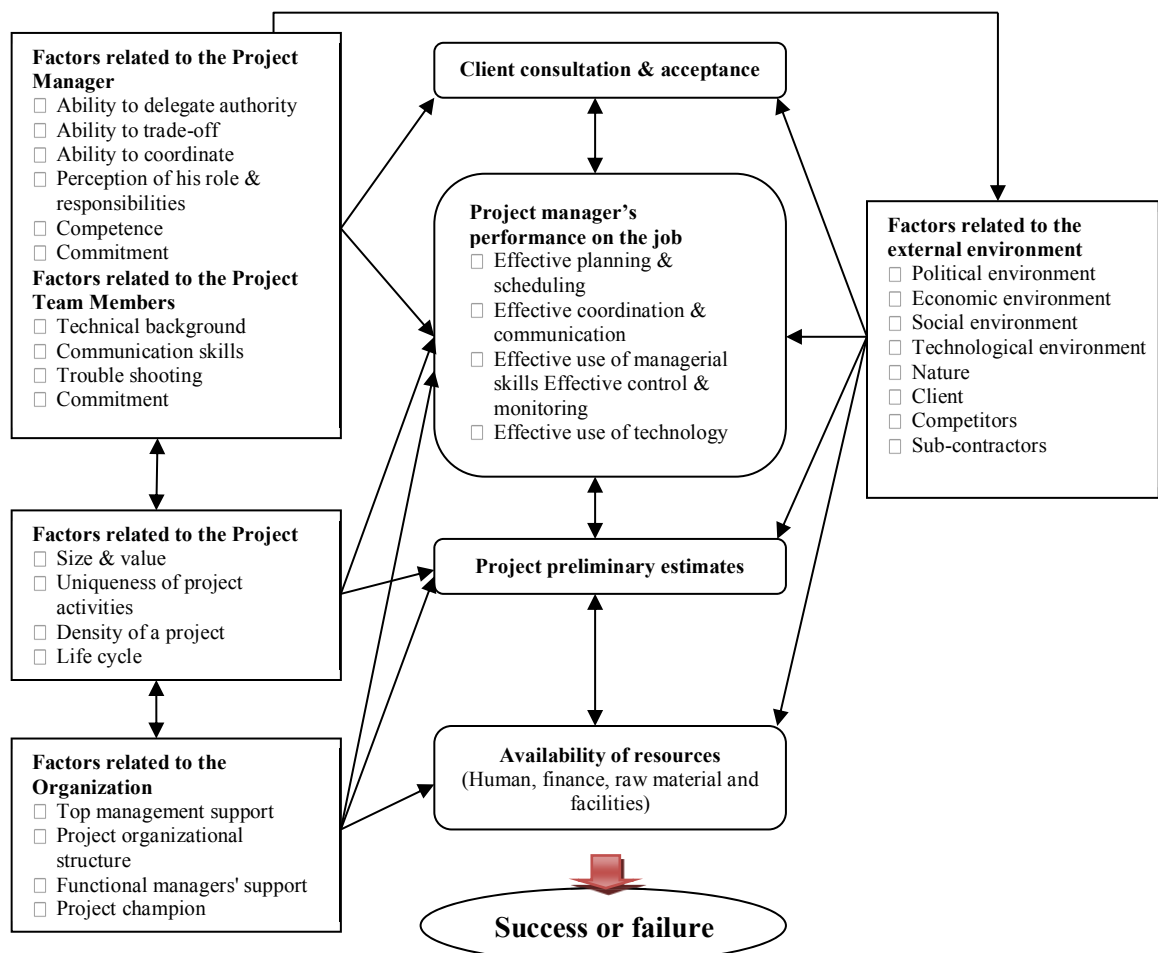 Factors related to the Project
Manager
☐ Ability to delegate authority
☐ Ability to trade-off
☐ Ability to coordinate
☐ Perception of his role &
responsibilities
☐ Competence
☐ Commitment
Factors related to the Project
Team Members
☐ Technical background
☐ Communication skills
☐ Trouble shooting
☐ Commitment
Factors related to the Project
☐ Size & value
☐ Uniqueness of project
activities
☐ Density of a project
☐ Life cycle
Factors related to the
Organization
☐ Top management support
☐ Project organizational
structure
☐ Functional managers' support
☐ Project champion
Client consultation & acceptance
Project manager’s
performance on the job
☐ Effective planning &
scheduling
☐ Effective coordination &
communication
☐ Effective use of managerial
skills Effective control &
monitoring
☐ Effective use of technology
Project preliminary estimates
Availability of resources
(Human, finance, raw material and
facilities)
Success or failure
Factors related to the
external environment
☐ Political environment
☐ Economic environment
☐ Social environment
☐ Technological environment
☐ Nature
☐ Client
☐ Competitors
☐ Sub-contractors